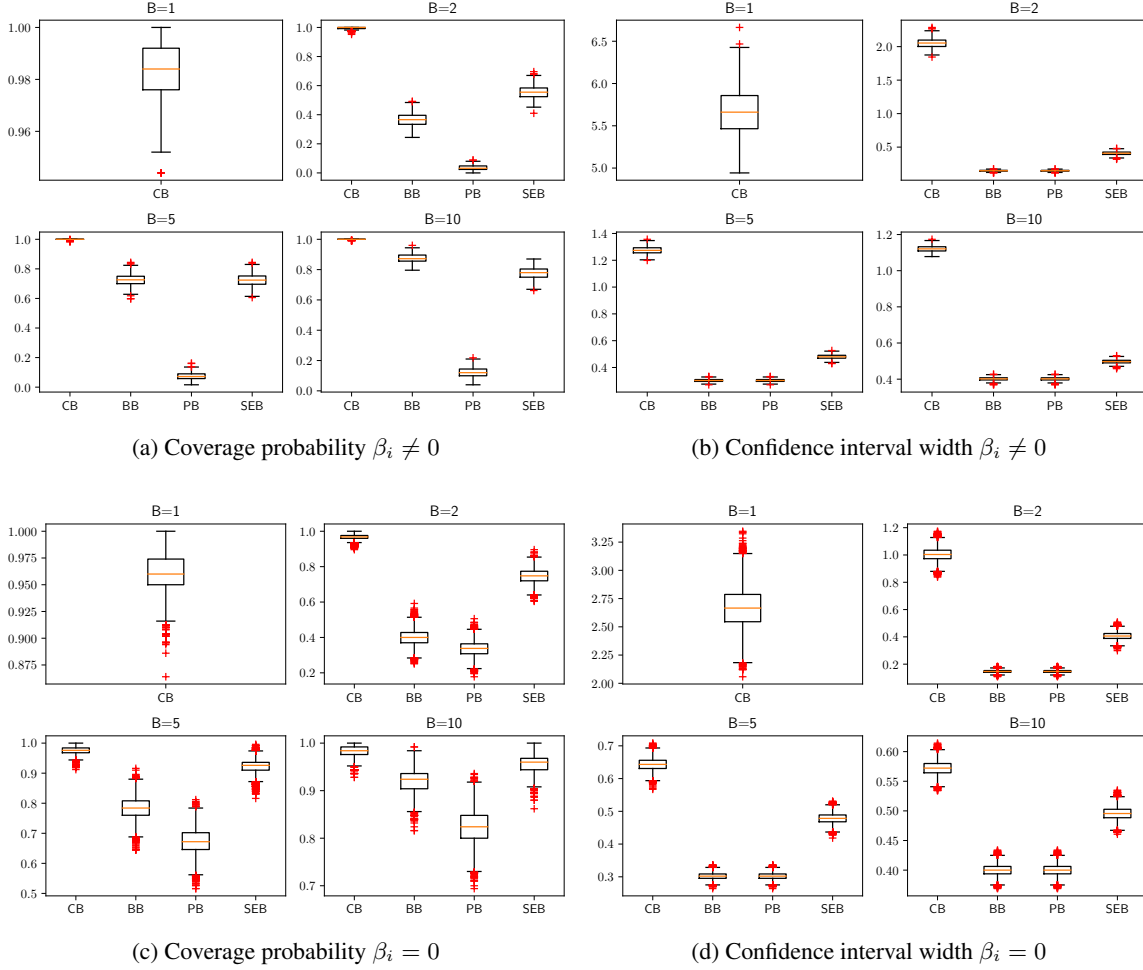 B=1
1.00
0.98
0.96
CB
B=2
1.0
0.8
0.6
0.4
0.2
0.0
CB BB PB SEB
B=5
1.0
0.8
0.6
0.4
0.2
0.0
CB BB PB SEB
B=10
1.0
0.8
0.6
0.4
0.2
0.0
CB BB PB SEB
(a) Coverage probability βi ≠ 0
B=1
6.5
6.0
5.5
5.0
CB
B=2
2.0
1.5
1.0
0.5
CB BB PB SEB
B=5
1.4
1.2
1.0
0.8
0.6
0.4
CB BB PB SEB
B=10
1.2
1.0
0.8
0.6
0.4
CB BB PB SEB
(b) Confidence interval width βi ≠ 0
B=1
1.000
0.975
0.950
0.925
0.900
0.875
CB
B=2
1.0
0.8
0.6
0.4
0.2
CB BB PB SEB
B=5
1.0
0.9
0.8
0.7
0.6
0.5
CB BB PB SEB
B=10
1.0
0.9
0.8
0.7
CB BB PB SEB
(c) Coverage probability βi = 0
B=1
3.25
3.00
2.75
2.50
2.25
2.00
CB
B=2
1.2
1.0
0.8
0.6
0.4
0.2
CB BB PB SEB
B=5
0.7
0.6
0.5
0.4
0.3
CB BB PB SEB
B=10
0.60
0.55
0.50
0.45
0.40
CB BB PB SEB
(d) Confidence interval width βi = 0